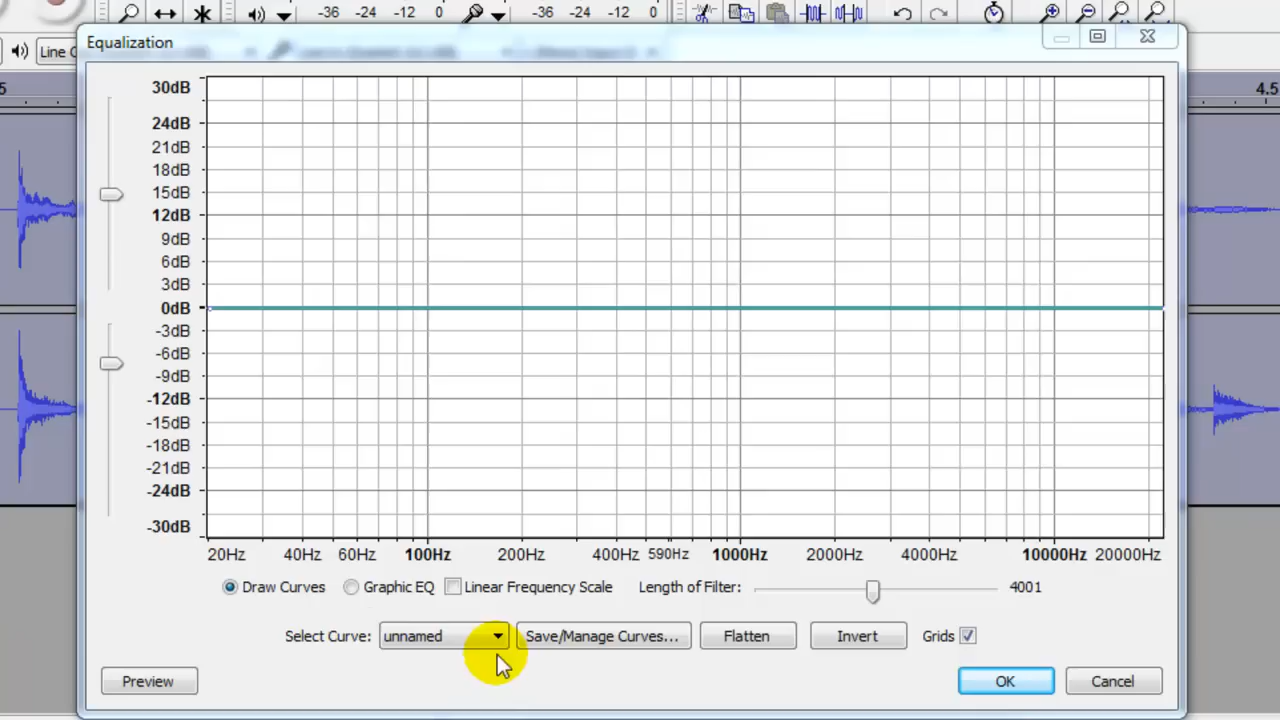 -36 -24 -12 0 -36 -24 -12 0
Line
Equalization
5
4.5
30dB
24dB
21dB
18dB
15dB
12dB
9dB
6dB
3dB
0dB
-3dB
-6dB
-9dB
-12dB
-15dB
-18dB
-21dB
-24dB
-30dB
20Hz 40Hz 60Hz 100Hz 200Hz 400Hz 590Hz 1000Hz 2000Hz 4000Hz 10000Hz 20000Hz
Draw Curves Graphic EQ Linear Frequency Scale Length of Filter: 4001
Select Curve: unnamed Save/Manage Curves... Flatten Invert Grids
Preview OK Cancel